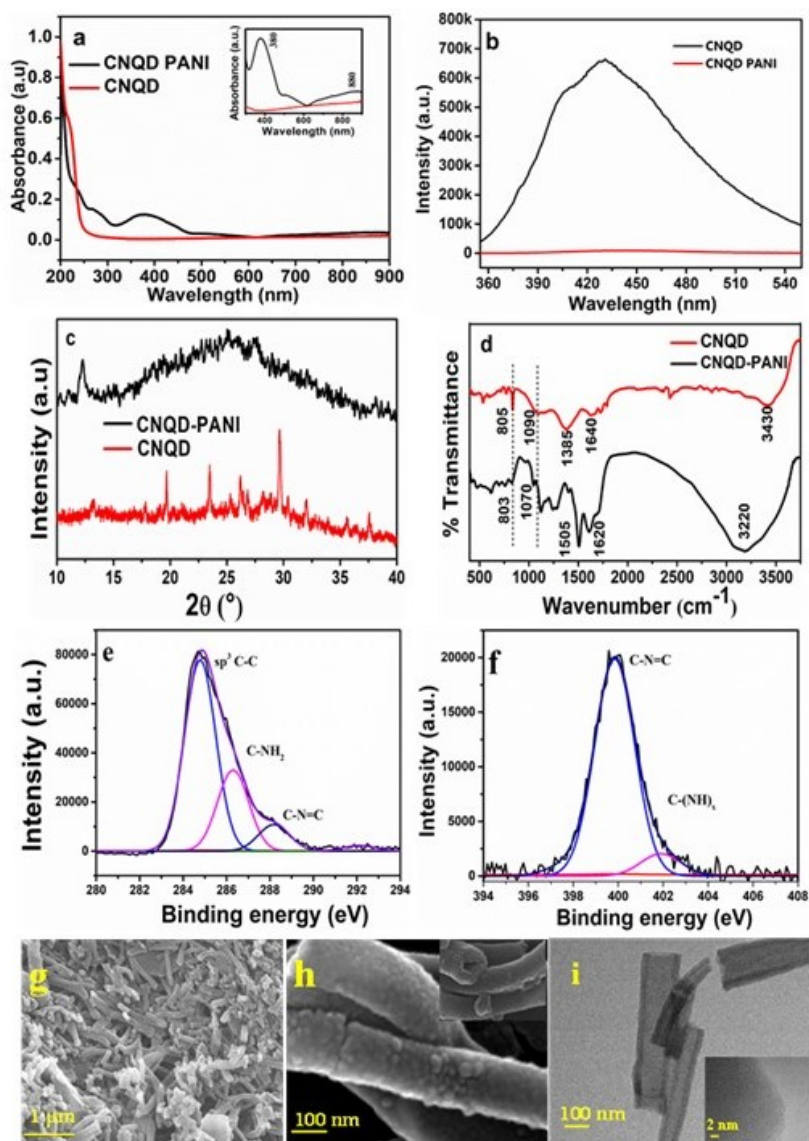 a
Absorbance (a.u)
1.0
0.8
0.6
0.4
0.2
0.0
200 300 400 500 600 700 800 900
Wavelength (nm)
CNQD PANI
CNQD
Absorbance (a.u.)
380
880
400 600 800
Wavelength (nm)
b
Intensity (a.u.)
800k
700k
600k
500k
400k
300k
200k
100k
0
360 390 420 450 480 510 540
Wavelength (nm)
CNQD
CNQD PANI
c
Intensity (a.u)
CNQD-PANI
CNQD
10 15 20 25 30 35 40
2θ (°)
d
% Transmittance
CNQD
CNQD-PANI
805 1090 1385 1640 3430
803 1070 1505 1620 3220
500 1000 1500 2000 2500 3000 3500
Wavenumber (cm-1)
e
Intensity (a.u.)
80000
60000
40000
20000
0
sp3 C-C
C-NH2
C-N=C
280 282 284 286 288 290 292 294
Binding energy (eV)
f
Intensity (a.u.)
20000
15000
10000
5000
0
C-N=C
C-(NH)x
394 396 398 400 402 404 406 408
Binding energy (eV)
g
1 μm
h
100 nm
i
100 nm
2 nm